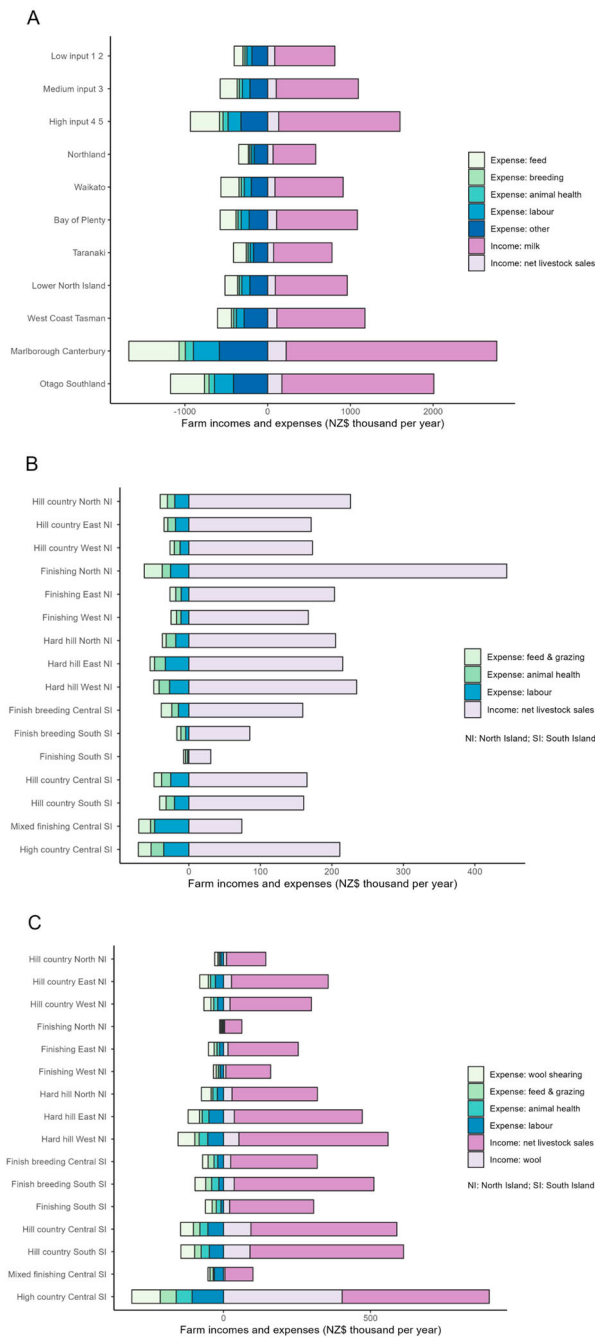 A
Low input 1 2
Medium input 3
High input 4 5
Northland
Waikato
Bay of Plenty
Taranaki
Lower North Island
West Coast Tasman
Marlborough Canterbury
Otago Southland
Expense: feed
Expense: breeding
Expense: animal health
Expense: labour
Expense: other
Income: milk
Income: net livestock sales
-1000 0 1000 2000
Farm incomes and expenses (NZ$ thousand per year)
B
Hill country North NI
Hill country East NI
Hill country West NI
Finishing North NI
Finishing East NI
Finishing West NI
Hard hill North NI
Hard hill East NI
Hard hill West NI
Finish breeding Central SI
Finish breeding South SI
Finishing South SI
Hill country Central SI
Hill country South SI
Mixed finishing Central SI
High country Central SI
Expense: feed & grazing
Expense: animal health
Expense: labour
Income: net livestock sales
NI: North Island; SI: South Island
0 100 200 300 400
Farm incomes and expenses (NZ$ thousand per year)
C
Hill country North NI
Hill country East NI
Hill country West NI
Finishing North NI
Finishing East NI
Finishing West NI
Hard hill North NI
Hard hill East NI
Hard hill West NI
Finish breeding Central SI
Finish breeding South SI
Finishing South SI
Hill country Central SI
Hill country South SI
Mixed finishing Central SI
High country Central SI
Expense: wool shearing
Expense: feed & grazing
Expense: animal health
Expense: labour
Income: net livestock sales
Income: wool
NI: North Island; SI: South Island
0 500
Farm incomes and expenses (NZ$ thousand per year)